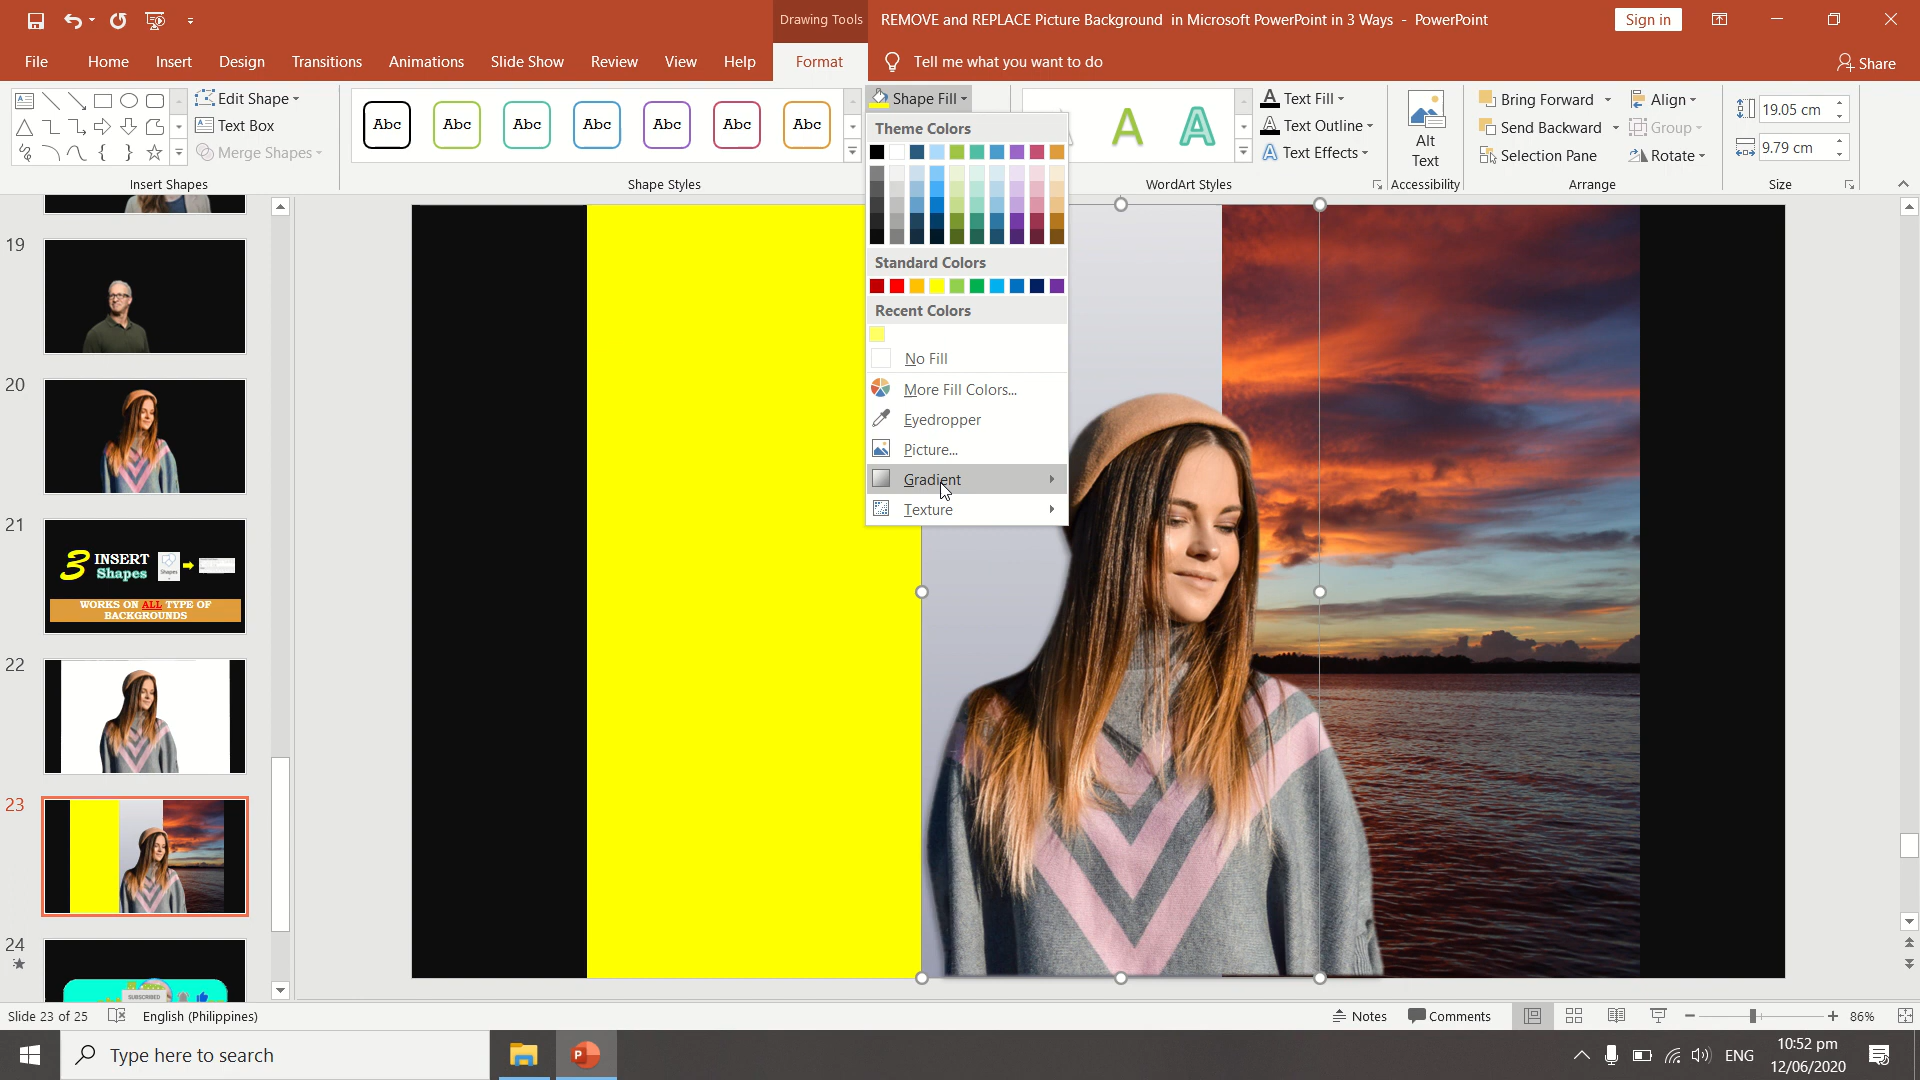 Drawing Tools
REMOVE and REPLACE Picture Background in Microsoft PowerPoint in 3 Ways - PowerPoint
Sign in
File
Home
Insert
Design
Transitions
Animations
Slide Show
Review
View
Help
Format
Tell me what you want to do
Share
Edit Shape
Text Box
Merge Shapes
Insert Shapes
Abc
Abc
Abc
Abc
Abc
Abc
Abc
Shape Styles
Shape Fill
Theme Colors
Standard Colors
Recent Colors
No Fill
More Fill Colors...
Eyedropper
Picture...
Gradient
Texture
A
A
WordArt Styles
Text Fill
Text Outline
Text Effects
Alt
Text
Accessibility
Bring Forward
Send Backward
Selection Pane
Align
Group
Rotate
Arrange
19.05 cm
9.79 cm
Size
19
20
21
3 INSERT
Shapes
Shapes
WORKS ON ALL TYPE OF
BACKGROUNDS
22
23
24
SUBSCRIBED
Slide 23 of 25
English (Philippines)
Notes
Comments
86%
Type here to search
ENG
10:52 pm
12/06/2020